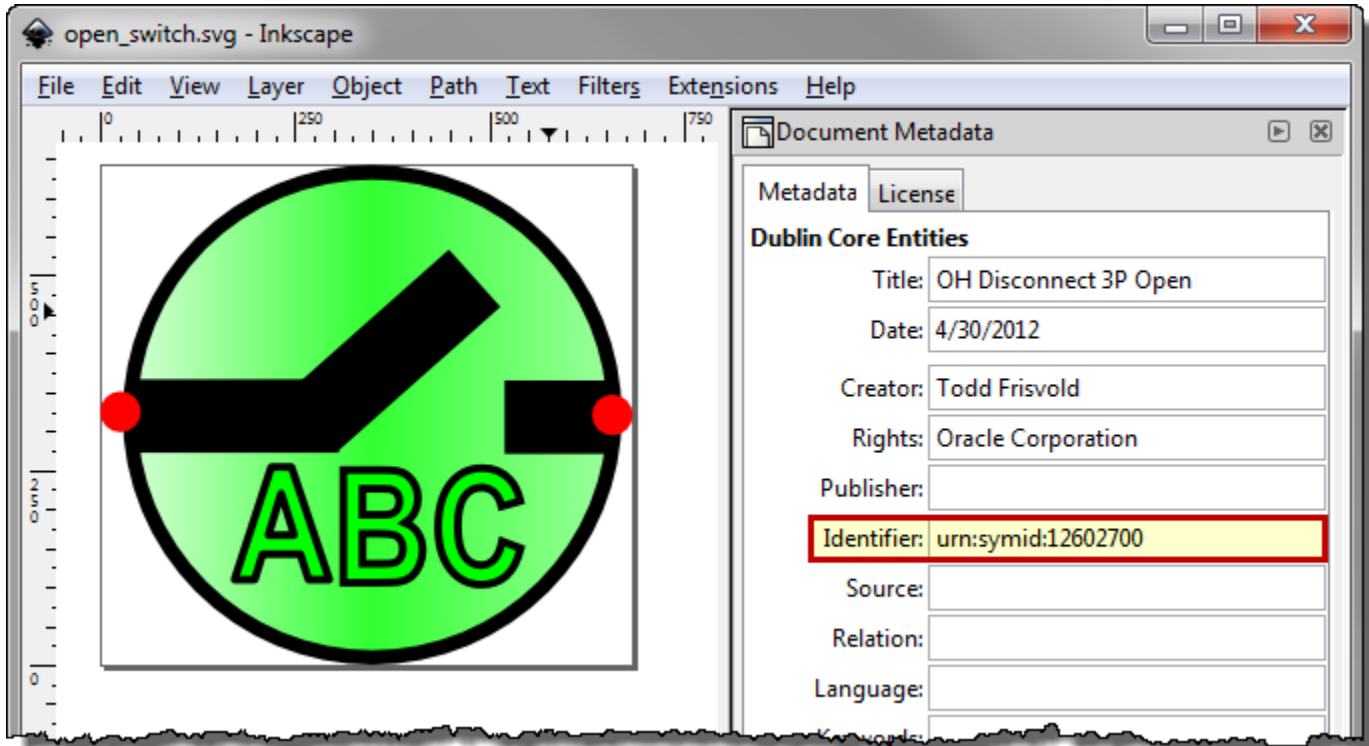 open_switch.svg - Inkscape
File Edit View Layer Object Path Text Filters Extensions Help
0 250 500 750
Document Metadata
Metadata License
Dublin Core Entities
Title: OH Disconnect 3P Open
Date: 4/30/2012
Creator: Todd Frisvold
Rights: Oracle Corporation
Publisher:
Identifier: urn:symid:12602700
Source:
Relation:
Language:
500
250
0
ABC